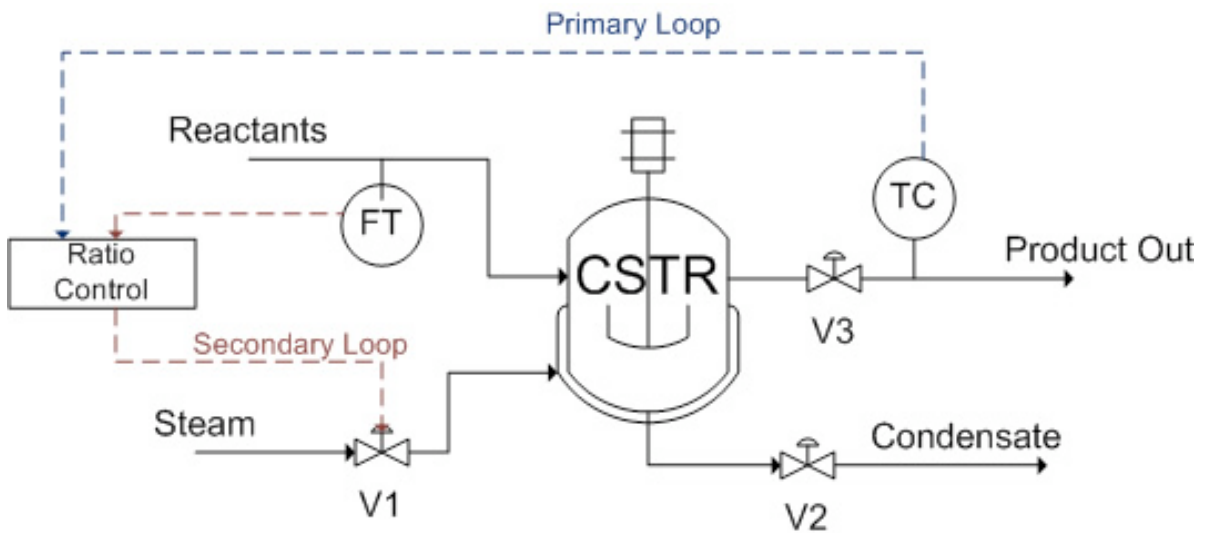 Primary Loop
Reactants
FT
TC
Ratio
Control
CSTR
Product Out
V3
Secondary Loop
Steam
V1
Condensate
V2